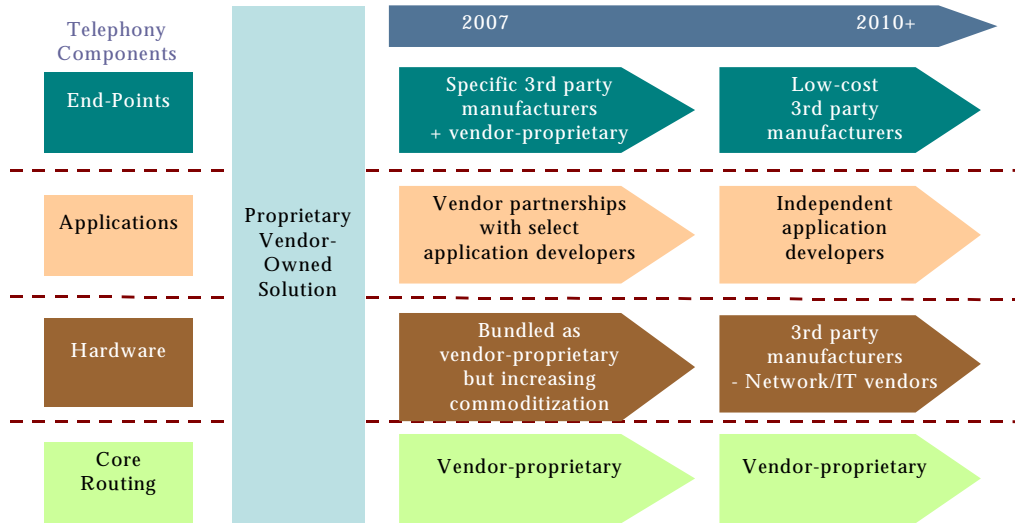 Telephony
Components
2007
2010+
End-Points
Specific 3rd party
manufacturers
+ vendor-proprietary
Low-cost
3rd party
manufacturers
Applications
Proprietary
Vendor-
Owned
Solution
Vendor partnerships
with select
application developers
Independent
application
developers
Hardware
Bundled as
vendor-proprietary
but increasing
commoditization
3rd party
manufacturers
- Network/IT vendors
Core
Routing
Vendor-proprietary
Vendor-proprietary